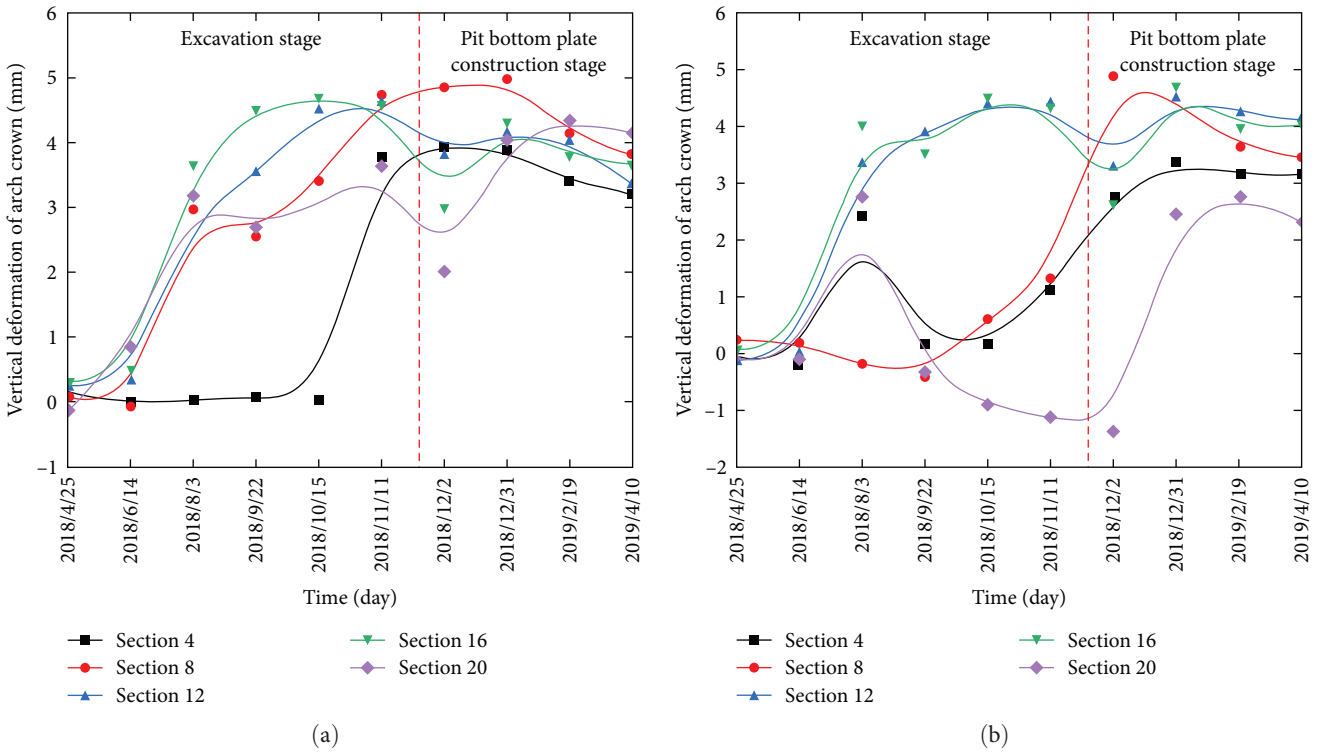 Vertical deformation of arch crown (mm)
6
5
4
3
2
1
0
–1
Excavation stage
Pit bottom plate
construction stage
2018/4/25
2018/6/14
2018/8/3
2018/9/22
2018/10/15
2018/11/11
2018/12/2
2018/12/31
2019/2/19
2019/4/10
Time (day)
Section 4
Section 8
Section 12
Section 16
Section 20
(a)
Vertical deformation of arch crown (mm)
6
5
4
3
2
1
0
–1
–2
Excavation stage
Pit bottom plate
construction stage
2018/4/25
2018/6/14
2018/8/3
2018/9/22
2018/10/15
2018/11/11
2018/12/2
2018/12/31
2019/2/19
2019/4/10
Time (day)
Section 4
Section 8
Section 12
Section 16
Section 20
(b)